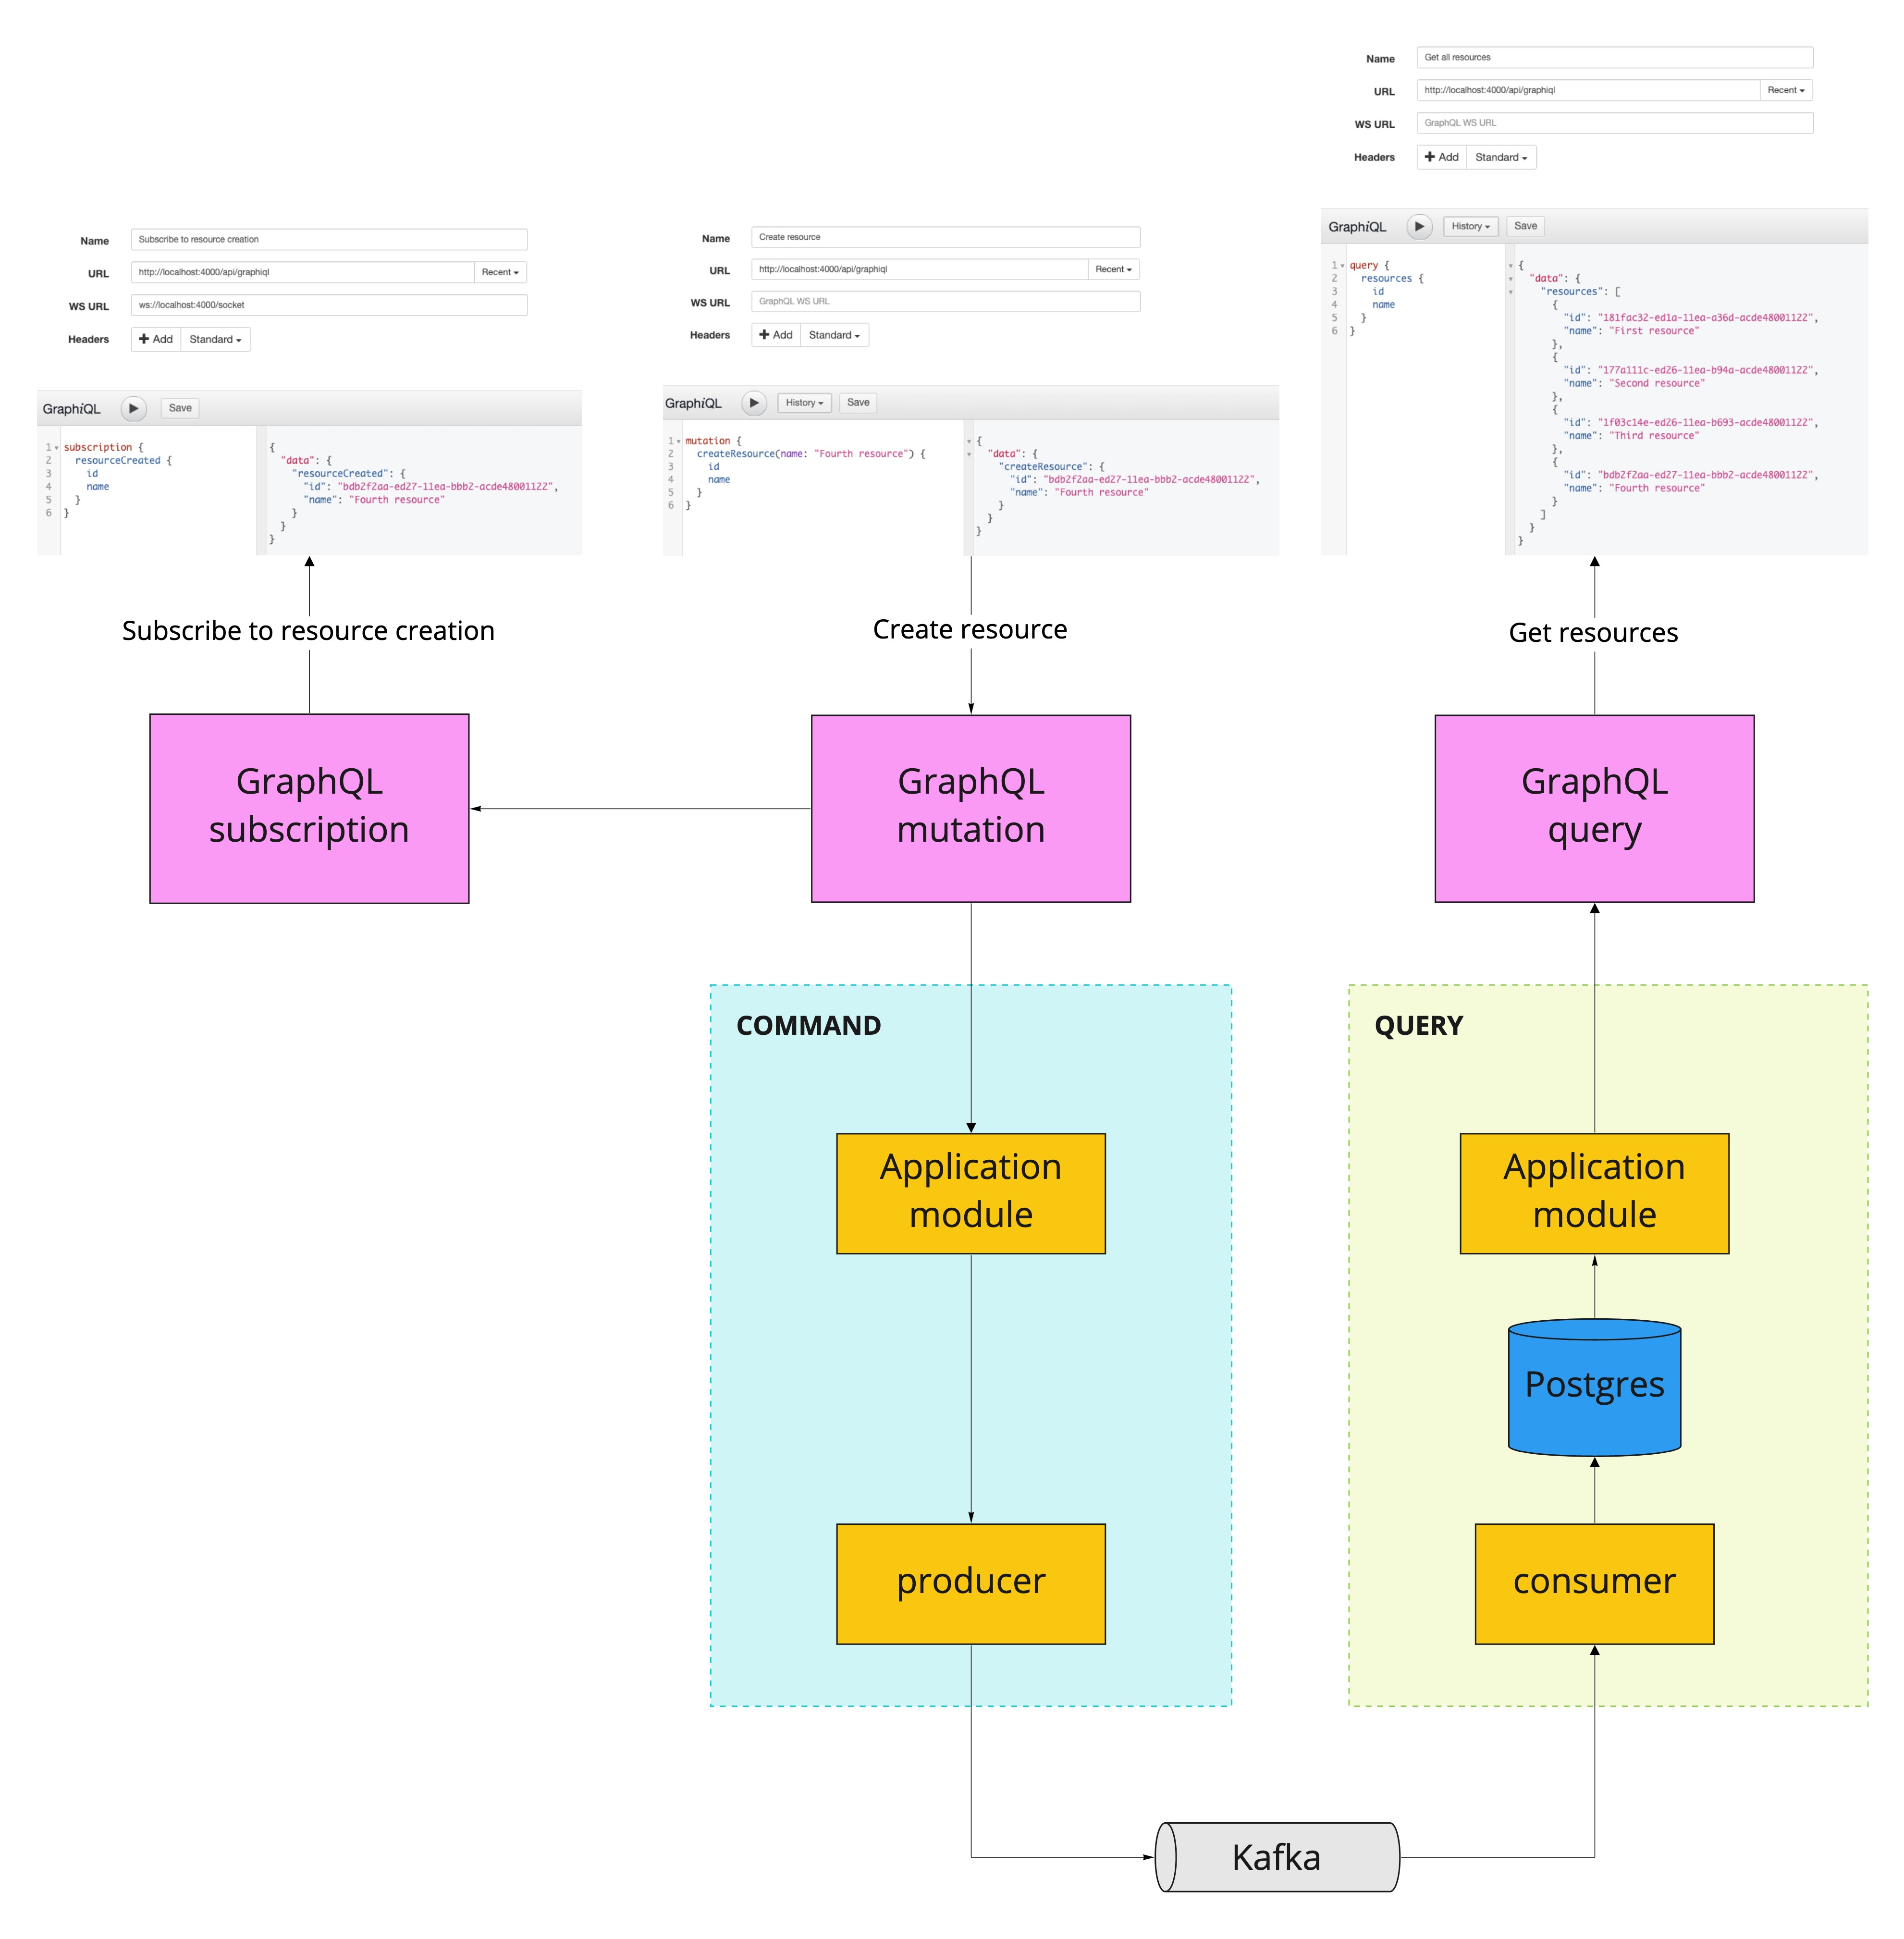 Name
Get all resources
URL
http://localhost:4000/api/graphiql
Recent
WS URL
GraphQL WS URL
Headers
Add
Standard
GraphiQL
History
Save
1 query {
2 resources {
3 id
4 name
5 }
6 }
{
"data": {
"resources": [
{
"id": "181fac32-ed1a-11ea-a36d-acde48001122",
"name": "First resource"
},
{
"id": "177a111c-ed26-11ea-b94a-acde48001122",
"name": "Second resource"
},
{
"id": "1f03c14e-ed26-11ea-b693-acde48001122",
"name": "Third resource"
},
{
"id": "bdb2f2aa-ed27-11ea-bbb2-acde48001122",
"name": "Fourth resource"
}
]
}
}
Name
Subscribe to resource creation
URL
http://localhost:4000/api/graphiql
Recent
WS URL
ws://localhost:4000/socket
Headers
Add
Standard
GraphiQL
Save
1 subscription {
2 resourceCreated {
3 id
4 name
5 }
6 }
{
"data": {
"resourceCreated": {
"id": "bdb2f2aa-ed27-11ea-bbb2-acde48001122",
"name": "Fourth resource"
}
}
}
Name
Create resource
URL
http://localhost:4000/api/graphiql
Recent
WS URL
GraphQL WS URL
Headers
Add
Standard
GraphiQL
History
Save
1 mutation {
2 createResource(name: "Fourth resource") {
3 id
4 name
5 }
6 }
{
"data": {
"createResource": {
"id": "bdb2f2aa-ed27-11ea-bbb2-acde48001122",
"name": "Fourth resource"
}
}
}
Subscribe to resource creation
Create resource
Get resources
GraphQL
subscription
GraphQL
mutation
GraphQL
query
COMMAND
Application
module
producer
QUERY
Application
module
Postgres
consumer
Kafka